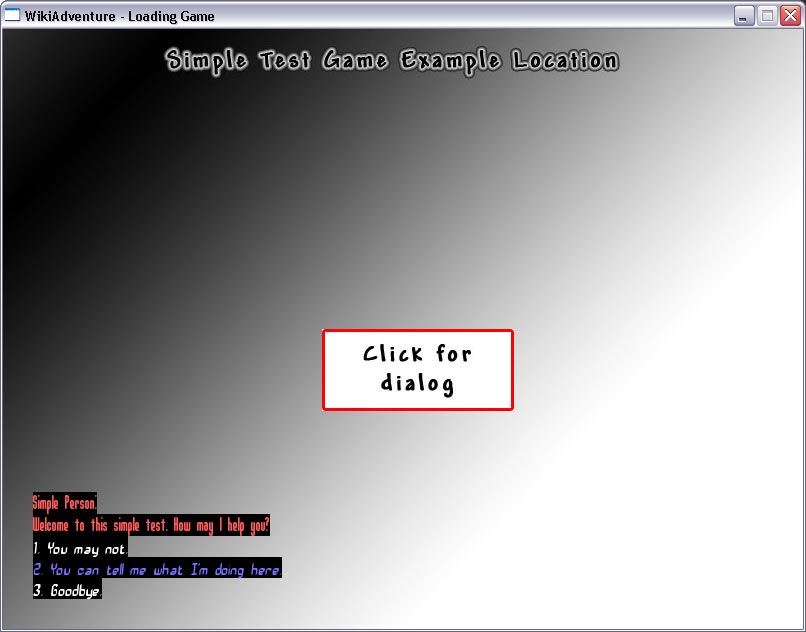 WikiAdventure - Loading Game
Simple Test Game Example Location
Click for
dialog
Simple Person:
Welcome to this simple test. How may I help you?
1. You may not.
2. You can tell me what I'm doing here.
3. Goodbye.